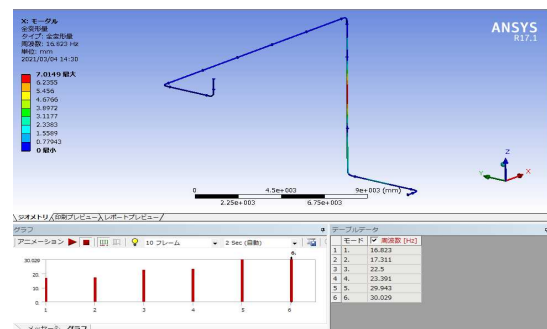 X: モーダル
全変形量
タイプ: 全変形量
周波数: 16.823 Hz
単位: mm
2021/03/04 14:30
7.0149 最大
6.2355
5.456
4.6766
3.8972
3.1177
2.3383
1.5589
0.77943
0 最小
ANSYS
R17.1
Z
Y
X
0
4.5e+003
9e+003 (mm)
2.25e+003
6.75e+003
ジオメトリ 印刷プレビュー レポートプレビュー
グラフ
アニメーション
10 フレーム
2 Sec (自動)
6.
30.029
20.
10.
0.
1
2
3
4
5
6
メッセージ グラフ
テーブルデータ
モード 周波数 [Hz]
1 1. 16.823
2 2. 17.311
3 3. 22.5
4 4. 23.391
5 5. 29.943
6 6. 30.029